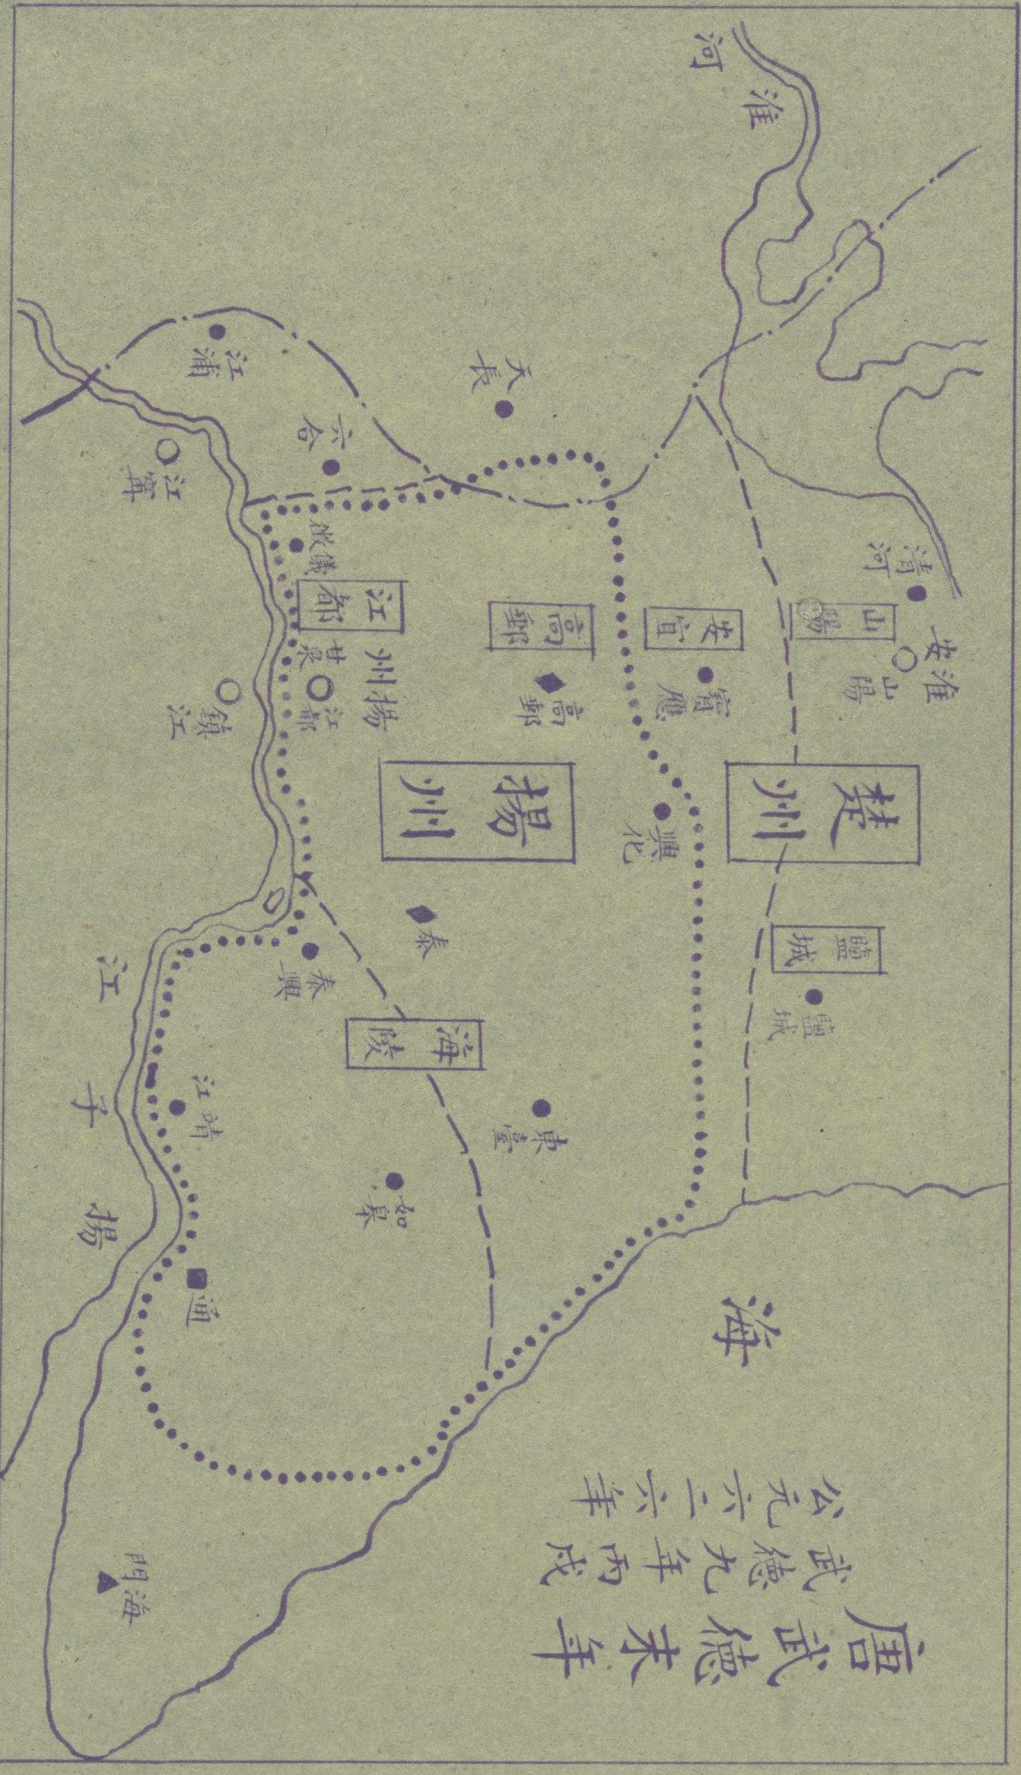 唐武德末年
武德九年丙戌
公元六二六年
淮河
清河
山陽
淮安
山陽
安宜
寶應
楚州
鹽城
鹽城
海
天長
高郵
高郵
興化
揚州
東臺
江浦
六合
儀徵
江都
揚州
江都
甘泉
泰
海陵
如皋
江寧
鎮江
泰興
靖江
通
海門
揚子江